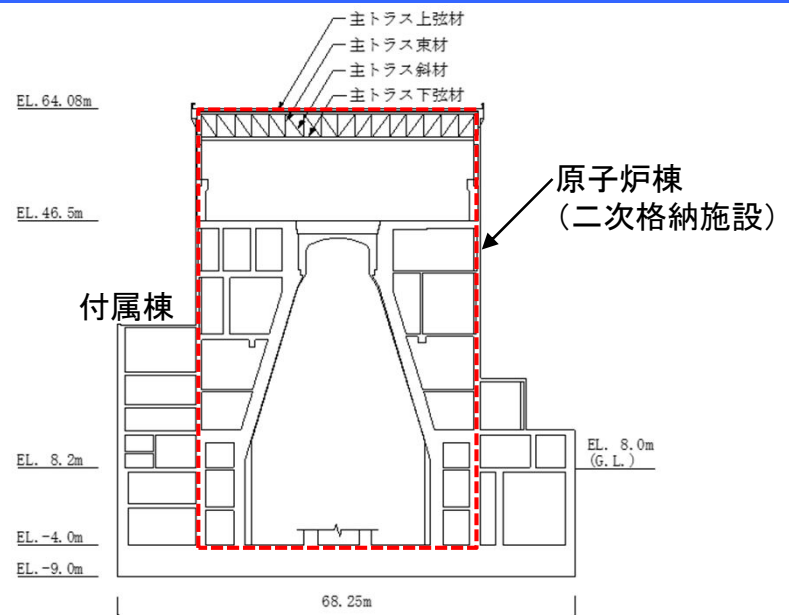 主トラス上弦材
主トラス束材
主トラス斜材
主トラス下弦材
EL.64.08m
原子炉棟
（二次格納施設）
EL.46.5m
付属棟
EL. 8.2m
EL. 8.0m
(G.L.)
EL.-4.0m
EL.-9.0m
68.25m